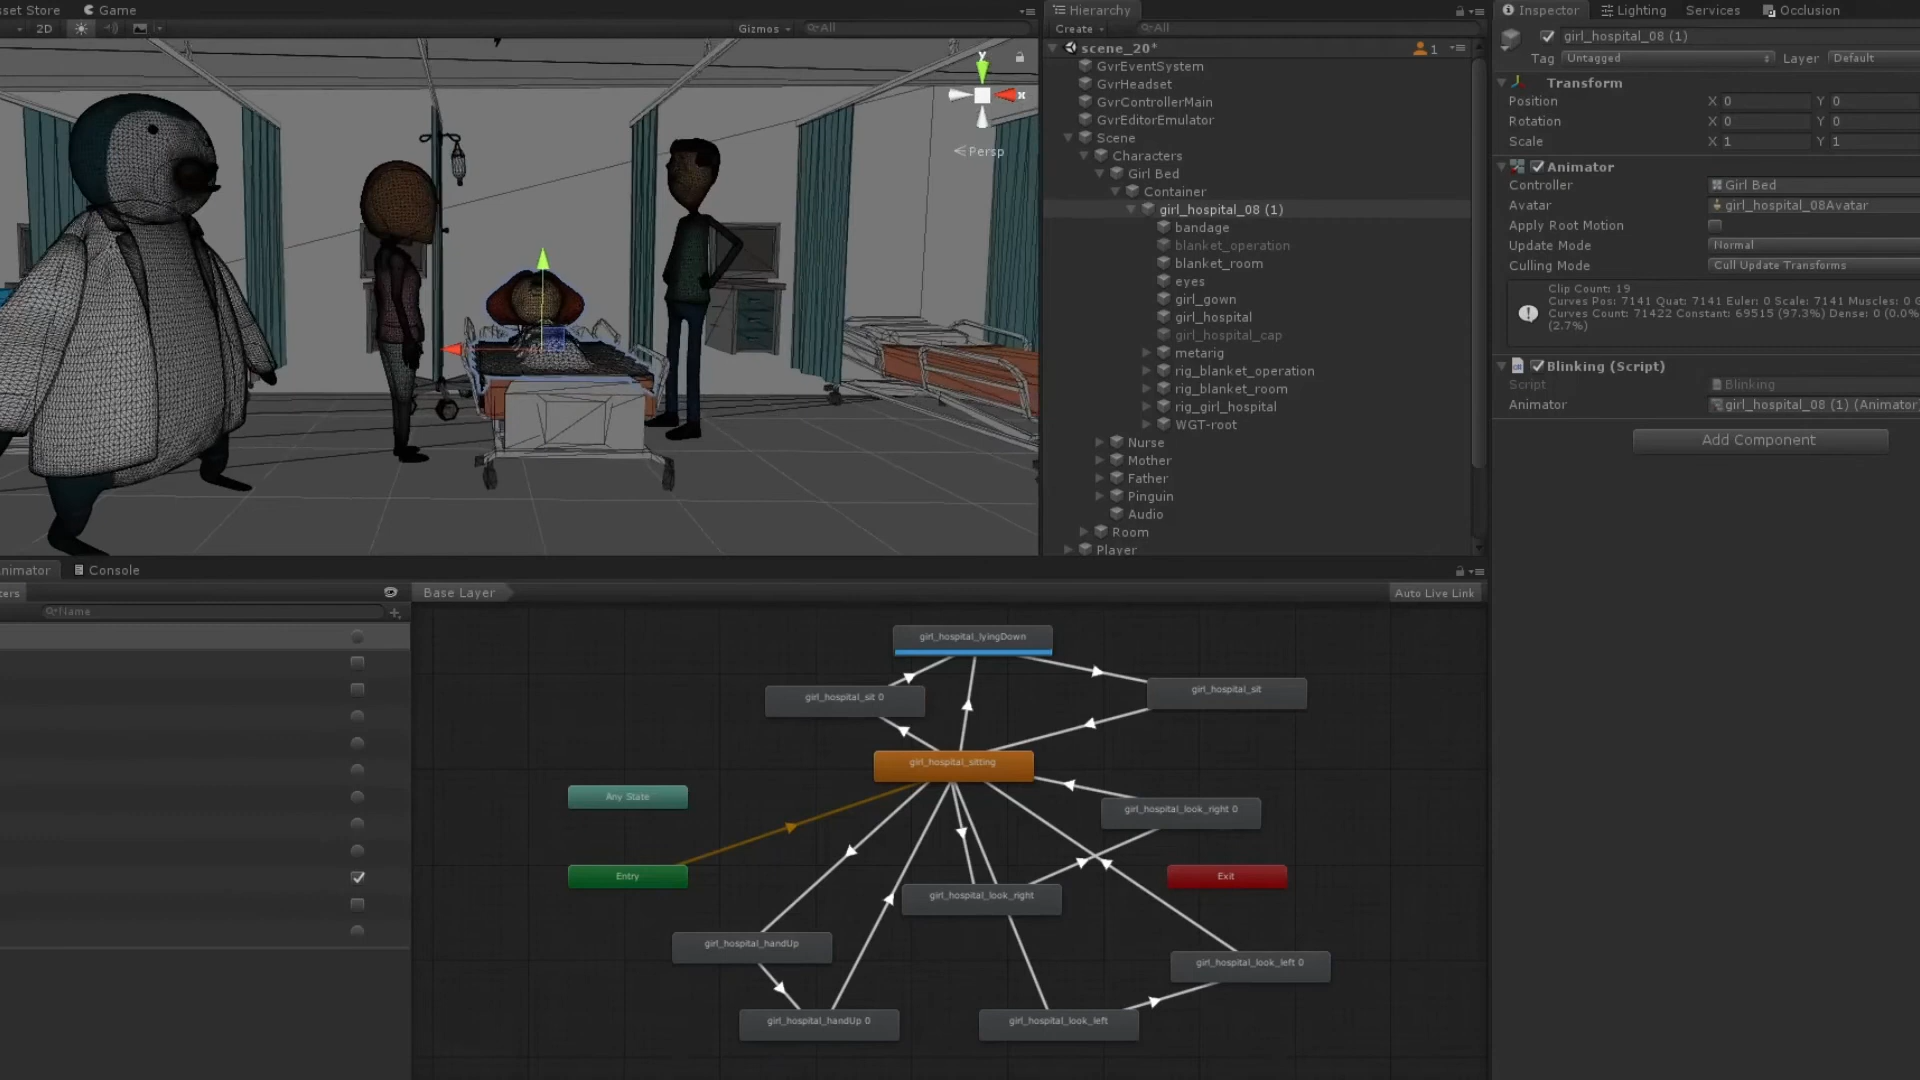 sset Store Game
2D Gizmos All
y
x
Persp
Hierarchy
Create All
scene_20* 1
GvrEventSystem
GvrHeadset
GvrControllerMain
GvrEditorEmulator
Scene
Characters
Girl Bed
Container
girl_hospital_08 (1)
bandage
blanket_operation
blanket_room
eyes
girl_gown
girl_hospital
girl_hospital_cap
metarig
rig_blanket_operation
rig_blanket_room
rig_girl_hospital
WGT-root
Nurse
Mother
Father
Pinguin
Audio
Room
Player
Inspector Lighting Services Occlusion
girl_hospital_08 (1)
Tag Untagged Layer Default
Transform
Position X 0 Y 0
Rotation X 0 Y 0
Scale X 1 Y 1
Animator
Controller Girl Bed
Avatar girl_hospital_08Avatar
Apply Root Motion
Update Mode Normal
Culling Mode Cull Update Transforms
Clip Count: 19
Curves Pos: 7141 Quat: 7141 Euler: 0 Scale: 7141 Muscles: 0 G
Curves Count: 71422 Constant: 69515 (97.3%) Dense: 0 (0.0%
(2.7%)
Blinking (Script)
Script Blinking
Animator girl_hospital_08 (1) (Animator
Add Component
nimator Console
ters
Name
Base Layer Auto Live Link
girl_hospital_lyingDown
girl_hospital_sit 0
girl_hospital_sit
girl_hospital_sitting
Any State
girl_hospital_look_right 0
Entry
Exit
girl_hospital_look_right
girl_hospital_handUp
girl_hospital_look_left 0
girl_hospital_handUp 0
girl_hospital_look_left